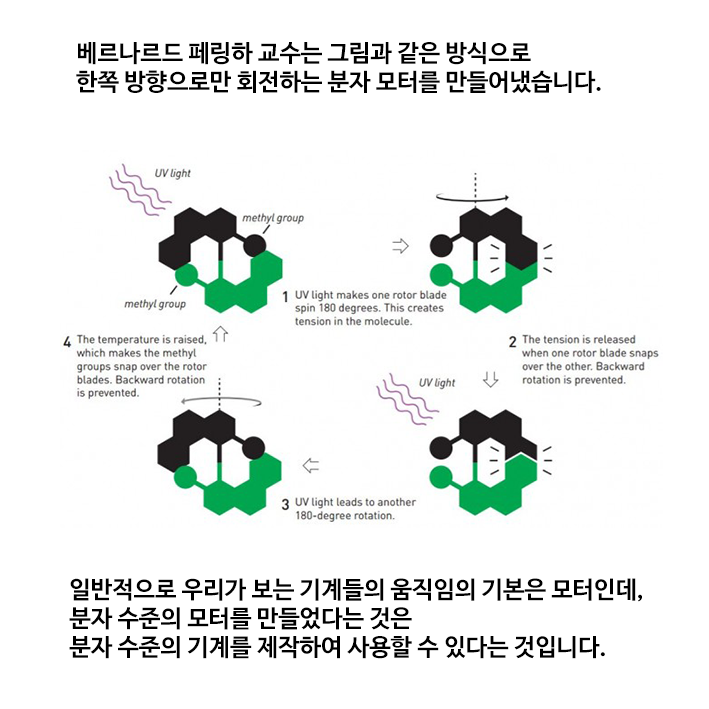 베르나르드 페링하 교수는 그림과 같은 방식으로
한쪽 방향으로만 회전하는 분자 모터를 만들어냈습니다.
UV light
methyl group
methyl group
1 UV light makes one rotor blade
spin 180 degrees. This creates
tension in the molecule.
2 The tension is released
when one rotor blade snaps
over the other. Backward
rotation is prevented.
UV light
3 UV light leads to another
180-degree rotation.
4 The temperature is raised,
which makes the methyl
groups snap over the rotor
blades. Backward rotation
is prevented.
일반적으로 우리가 보는 기계들의 움직임의 기본은 모터인데,
분자 수준의 모터를 만들었다는 것은
분자 수준의 기계를 제작하여 사용할 수 있다는 것입니다.